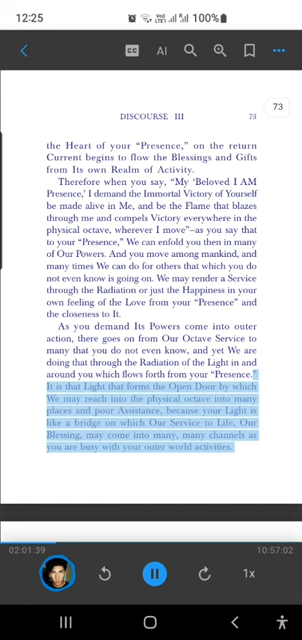 12:25
100%
CC AI
73
DISCOURSE III 73
the Heart of your “Presence,” on the return
Current begins to flow the Blessings and Gifts
from Its own Realm of Activity.
Therefore when you say, “My ‘Beloved I AM
Presence,’ I demand the Immortal Victory of Yourself
be made alive in Me, and be the Flame that blazes
through me and compels Victory everywhere in the
physical octave, wherever I move”–as you say that
to your “Presence,” We can enfold you then in many
of Our Powers. And you move among mankind, and
many times We can do for others that which you do
not even know is going on. We may render a Service
through the Radiation or just the Happiness in your
own feeling of the Love from your “Presence” and
the closeness to It.
As you demand Its Powers come into outer
action, there goes on from Our Octave Service to
many that you do not even know, and yet We are
doing that through the Radiation of the Light in and
around you which flows forth from your “Presence.”
It is that Light that forms the Open Door by which
We may reach into the physical octave into many
places and pour Assistance, because your Light is
like a bridge on which Our Service to Life, Our
Blessing, may come into many, many channels as
you are busy with your outer world activities.
02:01:39 10:57:02
1x